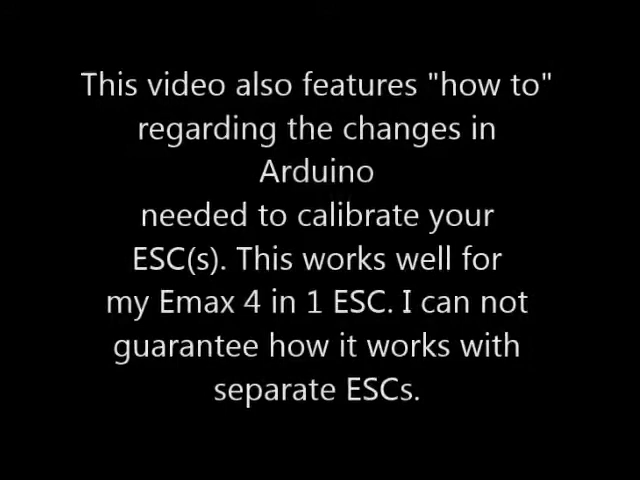 This video also features "how to"
regarding the changes in
Arduino
needed to calibrate your
ESC(s). This works well for
my Emax 4 in 1 ESC. I can not
guarantee how it works with
separate ESCs.